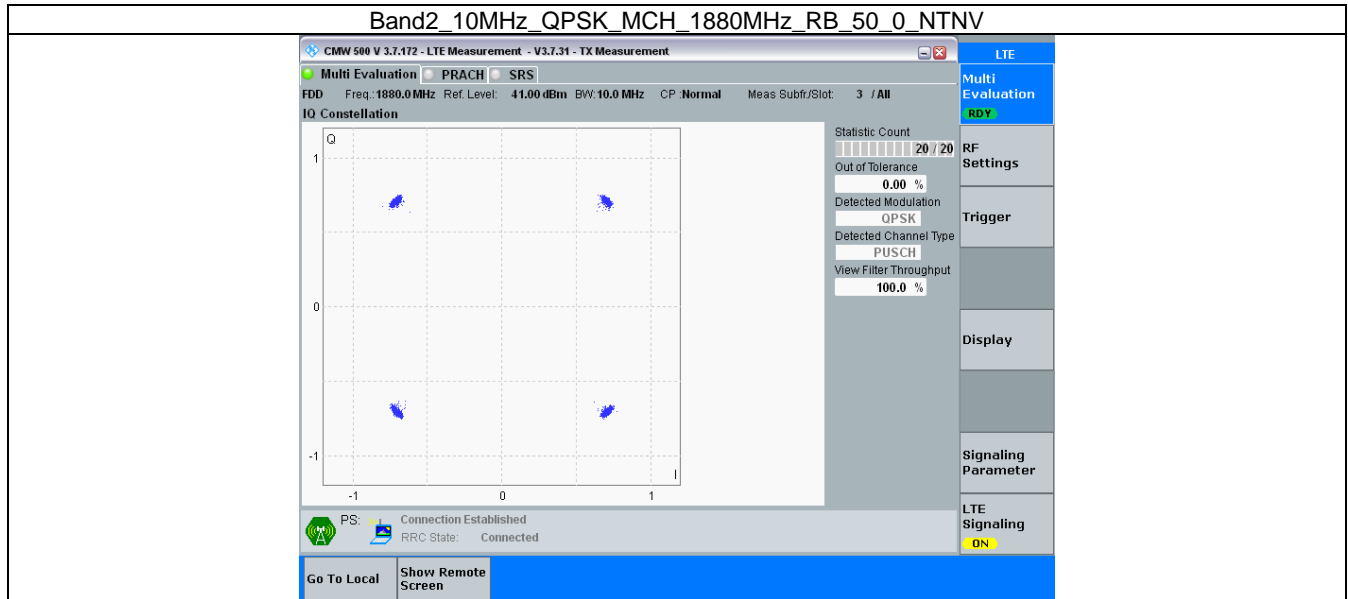 Band2_10MHz_QPSK_MCH_1880MHz_RB_50_0_NTNV
CMW 500 V 3.7.172 - LTE Measurement - V3.7.31 - TX Measurement
LTE
Multi Evaluation PRACH SRS
FDD Freq.:1880.0 MHz Ref. Level: 41.00 dBm BW:10.0 MHz CP :Normal Meas Subfr./Slot: 3 / All
IQ Constellation
Q
1
0
-1
I
-1 0 1
Statistic Count
20 / 20
Out of Tolerance
0.00 %
Detected Modulation
QPSK
Detected Channel Type
PUSCH
View Filter Throughput
100.0 %
Multi
Evaluation
RDY
RF
Settings
Trigger
Display
Signaling
Parameter
LTE
Signaling
ON
PS: Connection Established
RRC State: Connected
Go To Local
Show Remote
Screen